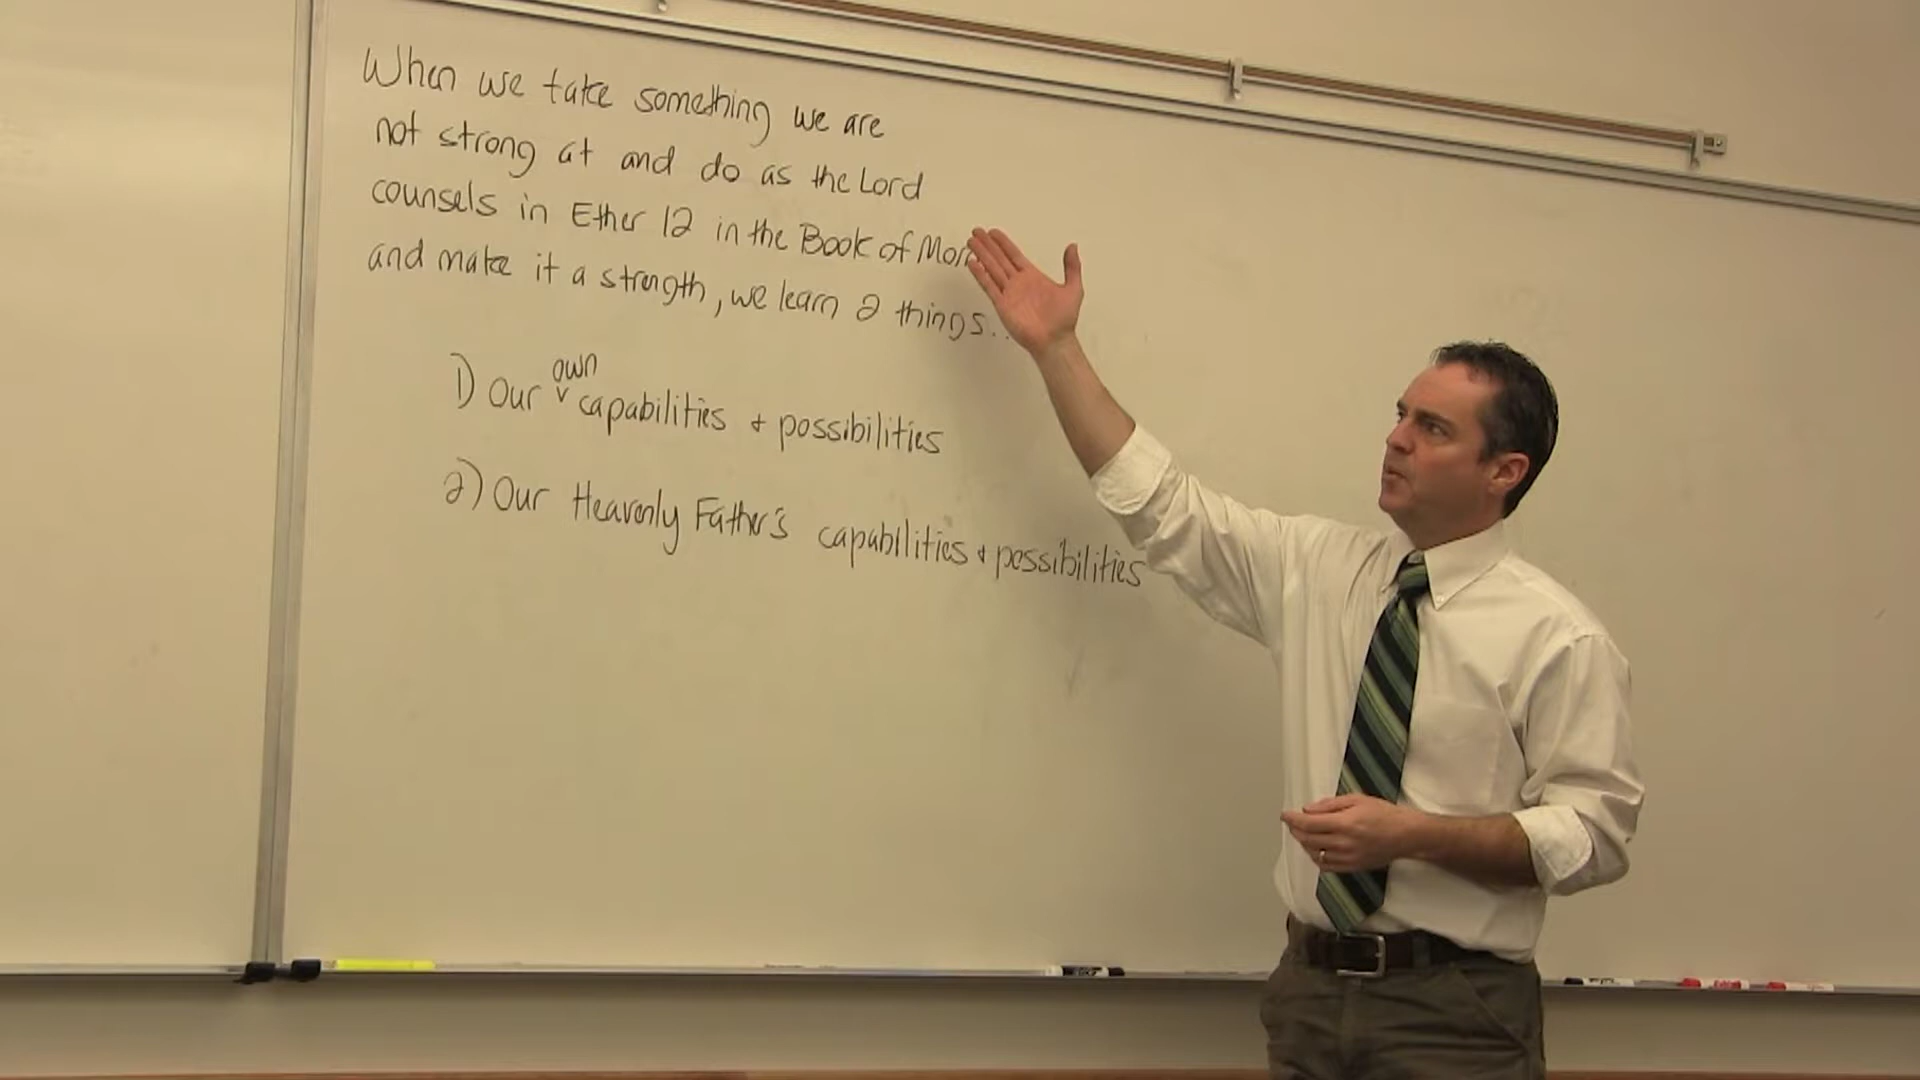 When we take something we are
not strong at and do as the Lord
counsels in Ether 12 in the Book of Mor
and make it a strength, we learn 2 things..
1) Our own capabilities + possibilities
2) Our Heavenly Father's capabilities + possibilities